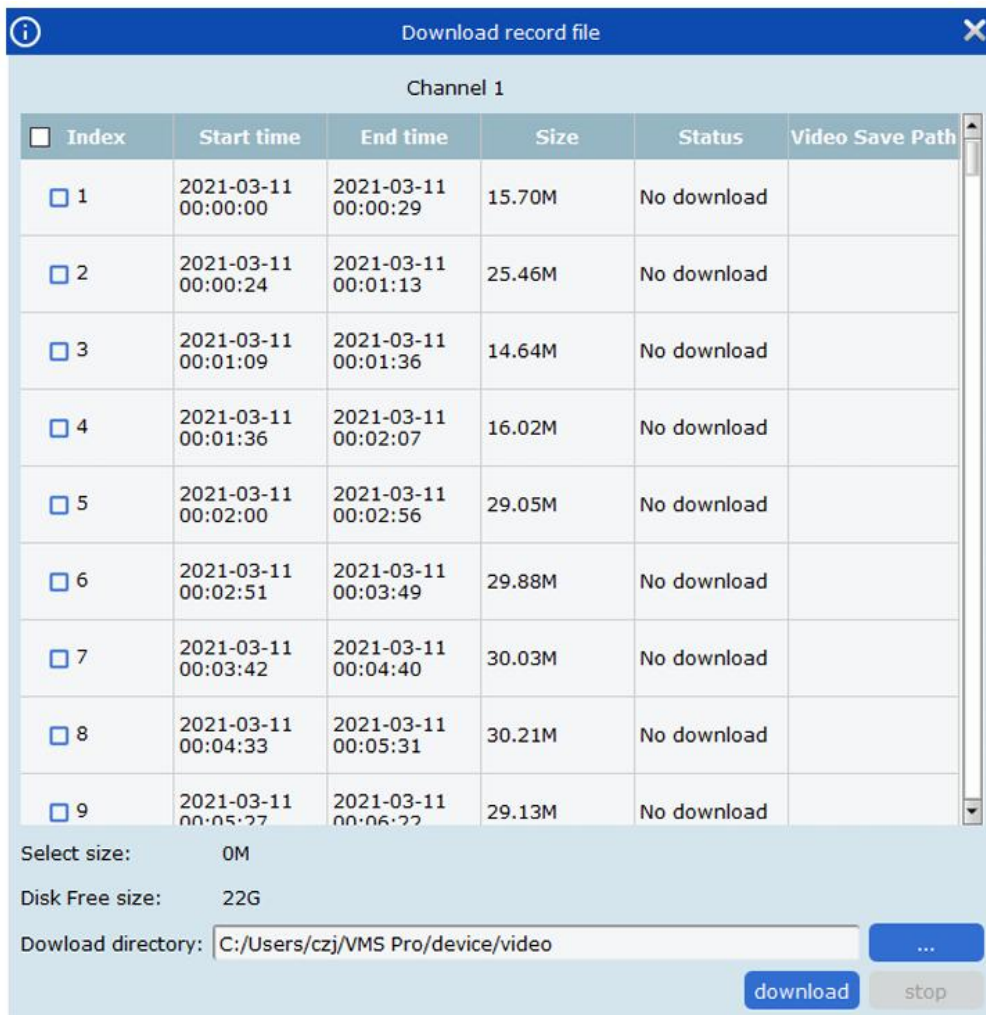 Download record file
Channel 1
Index Start time End time Size Status Video Save Path
1 2021-03-11 00:00:00 2021-03-11 00:00:29 15.70M No download
2 2021-03-11 00:00:24 2021-03-11 00:01:13 25.46M No download
3 2021-03-11 00:01:09 2021-03-11 00:01:36 14.64M No download
4 2021-03-11 00:01:36 2021-03-11 00:02:07 16.02M No download
5 2021-03-11 00:02:00 2021-03-11 00:02:56 29.05M No download
6 2021-03-11 00:02:51 2021-03-11 00:03:49 29.88M No download
7 2021-03-11 00:03:42 2021-03-11 00:04:40 30.03M No download
8 2021-03-11 00:04:33 2021-03-11 00:05:31 30.21M No download
9 2021-03-11 00:05:27 2021-03-11 00:06:22 29.13M No download
Select size: 0M
Disk Free size: 22G
Dowload directory: C:/Users/czj/VMS Pro/device/video ...
download stop